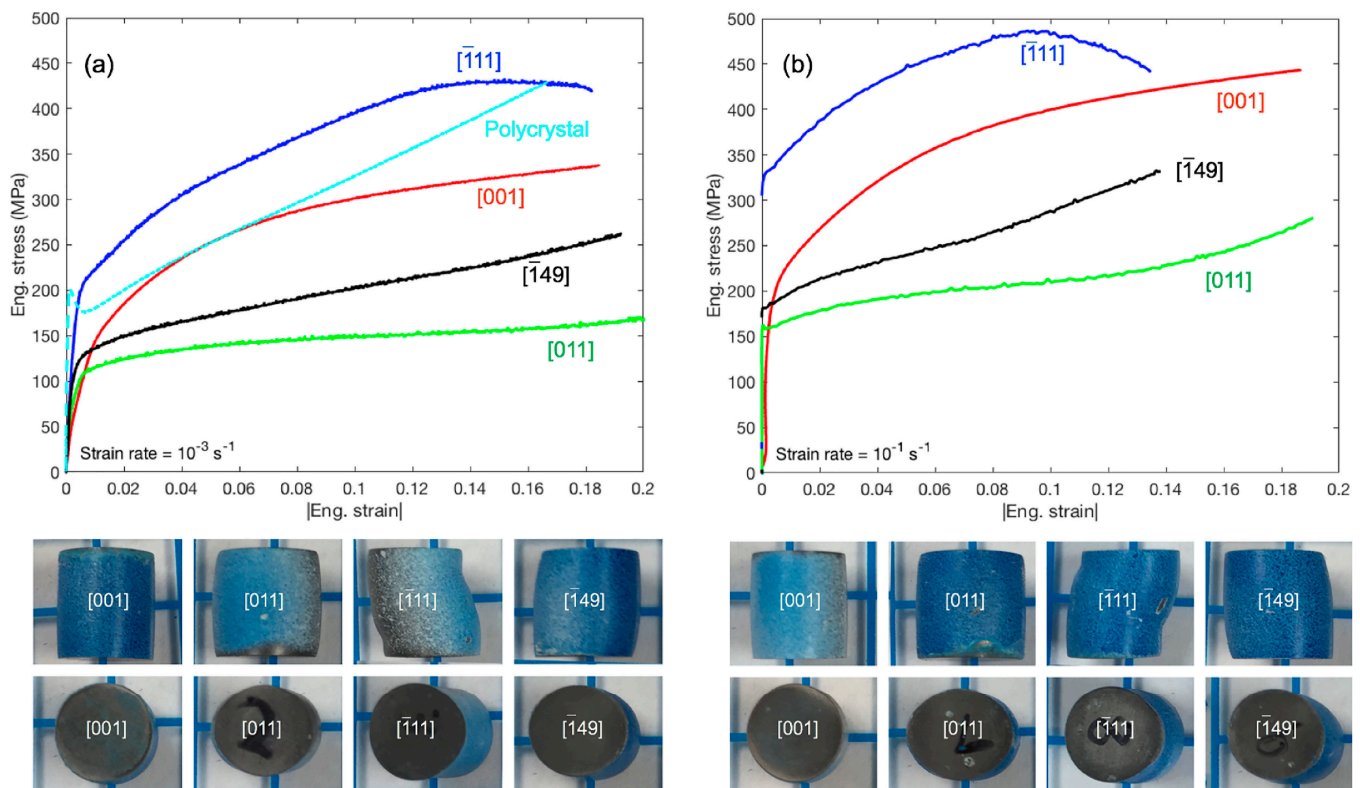 (a)
Eng. stress (MPa)
500
450
400
350
300
250
200
150
100
50
0
[1̅11]
Polycrystal
[001]
[1̅49]
[011]
Strain rate = 10⁻³ s⁻¹
0 0.02 0.04 0.06 0.08 0.1 0.12 0.14 0.16 0.18 0.2
|Eng. strain|
(b)
Eng. stress (MPa)
500
450
400
350
300
250
200
150
100
50
0
[1̅11]
[001]
[1̅49]
[011]
Strain rate = 10⁻¹ s⁻¹
0 0.02 0.04 0.06 0.08 0.1 0.12 0.14 0.16 0.18 0.2
|Eng. strain|
[001] [011] [1̅11] [1̅49]
[001] [011] [1̅11] [1̅49]
[001] [011] [1̅11] [1̅49]
[001] [011] [1̅11] [1̅49]